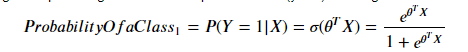 ProbabilityOfaClass₁ = P(Y = 1|X) = σ(θᵀX) = e^{θᵀX} / (1 + e^{θᵀX})